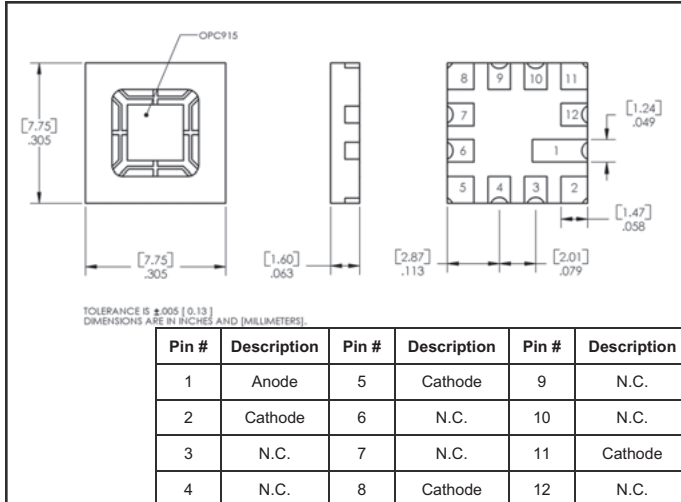 OPC915
[7.75]
.305
[7.75]
.305
[1.60]
.063
8 9 10 11
7 12
6 1
5 4 3 2
[1.24]
.049
[1.47]
.058
[2.87]
.113
[2.01]
.079
TOLERANCE IS ±.005 [ 0.13 ]
DIMENSIONS ARE IN INCHES AND [MILLIMETERS].
Pin # Description Pin # Description Pin # Description
1 Anode 5 Cathode 9 N.C.
2 Cathode 6 N.C. 10 N.C.
3 N.C. 7 N.C. 11 Cathode
4 N.C. 8 Cathode 12 N.C.